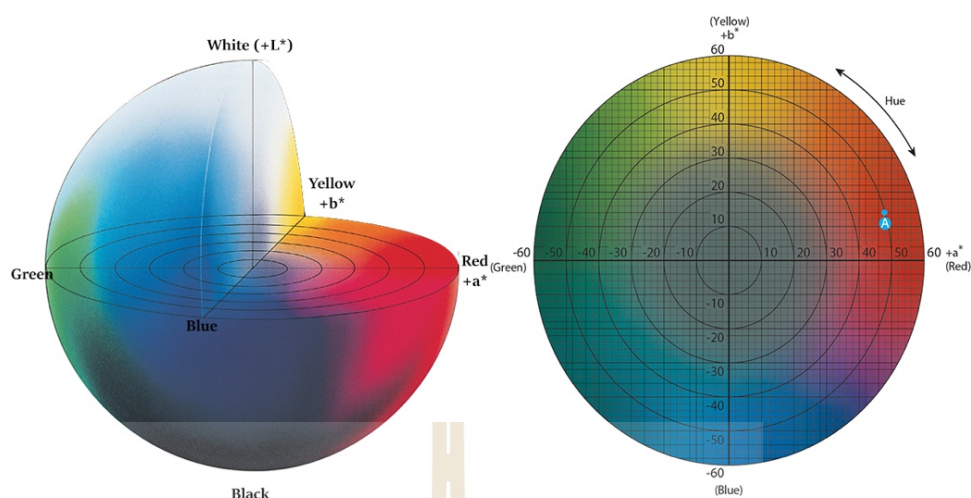 White (+L*)
Yellow
+b*
Green
Red
+a*
Blue
Black
(Yellow)
+b*
60
50
40
30
20
10
Hue
A
-60
-50
-40
-30
-20
-10
10
20
30
40
50
60
+a*
(Green)
(Red)
-10
-20
-30
-40
-50
-60
(Blue)
H